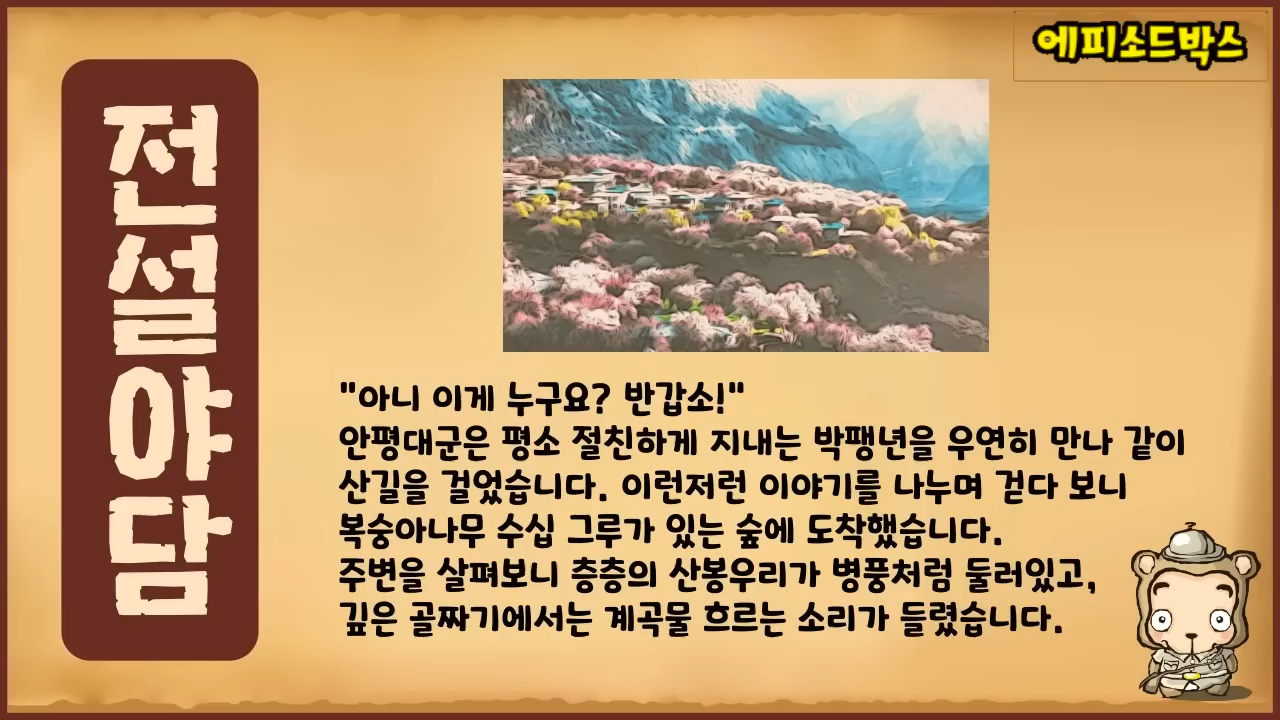 에피소드박스
전설야담
"아니 이게 누구요? 반갑소!"
안평대군은 평소 절친하게 지내는 박팽년을 우연히 만나 같이
산길을 걸었습니다. 이런저런 이야기를 나누며 걷다 보니
복숭아나무 수십 그루가 있는 숲에 도착했습니다.
주변을 살펴보니 층층의 산봉우리가 병풍처럼 둘러있고,
깊은 골짜기에서는 계곡물 흐르는 소리가 들렸습니다.